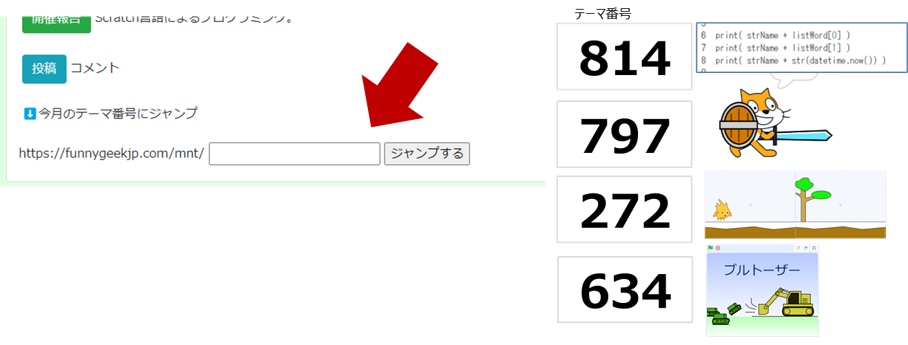 開催報告 Scratch言語によるプログラミング。
投稿 コメント
⬇今月のテーマ番号にジャンプ
https://funnygeekjp.com/mnt/ ジャンプする
テーマ番号
814
6 print( strName + listWord[0] )
7 print( strName + listWord[1] )
8 print( strName + str(datetime.now()) )
797
272
634
ブルトーザー